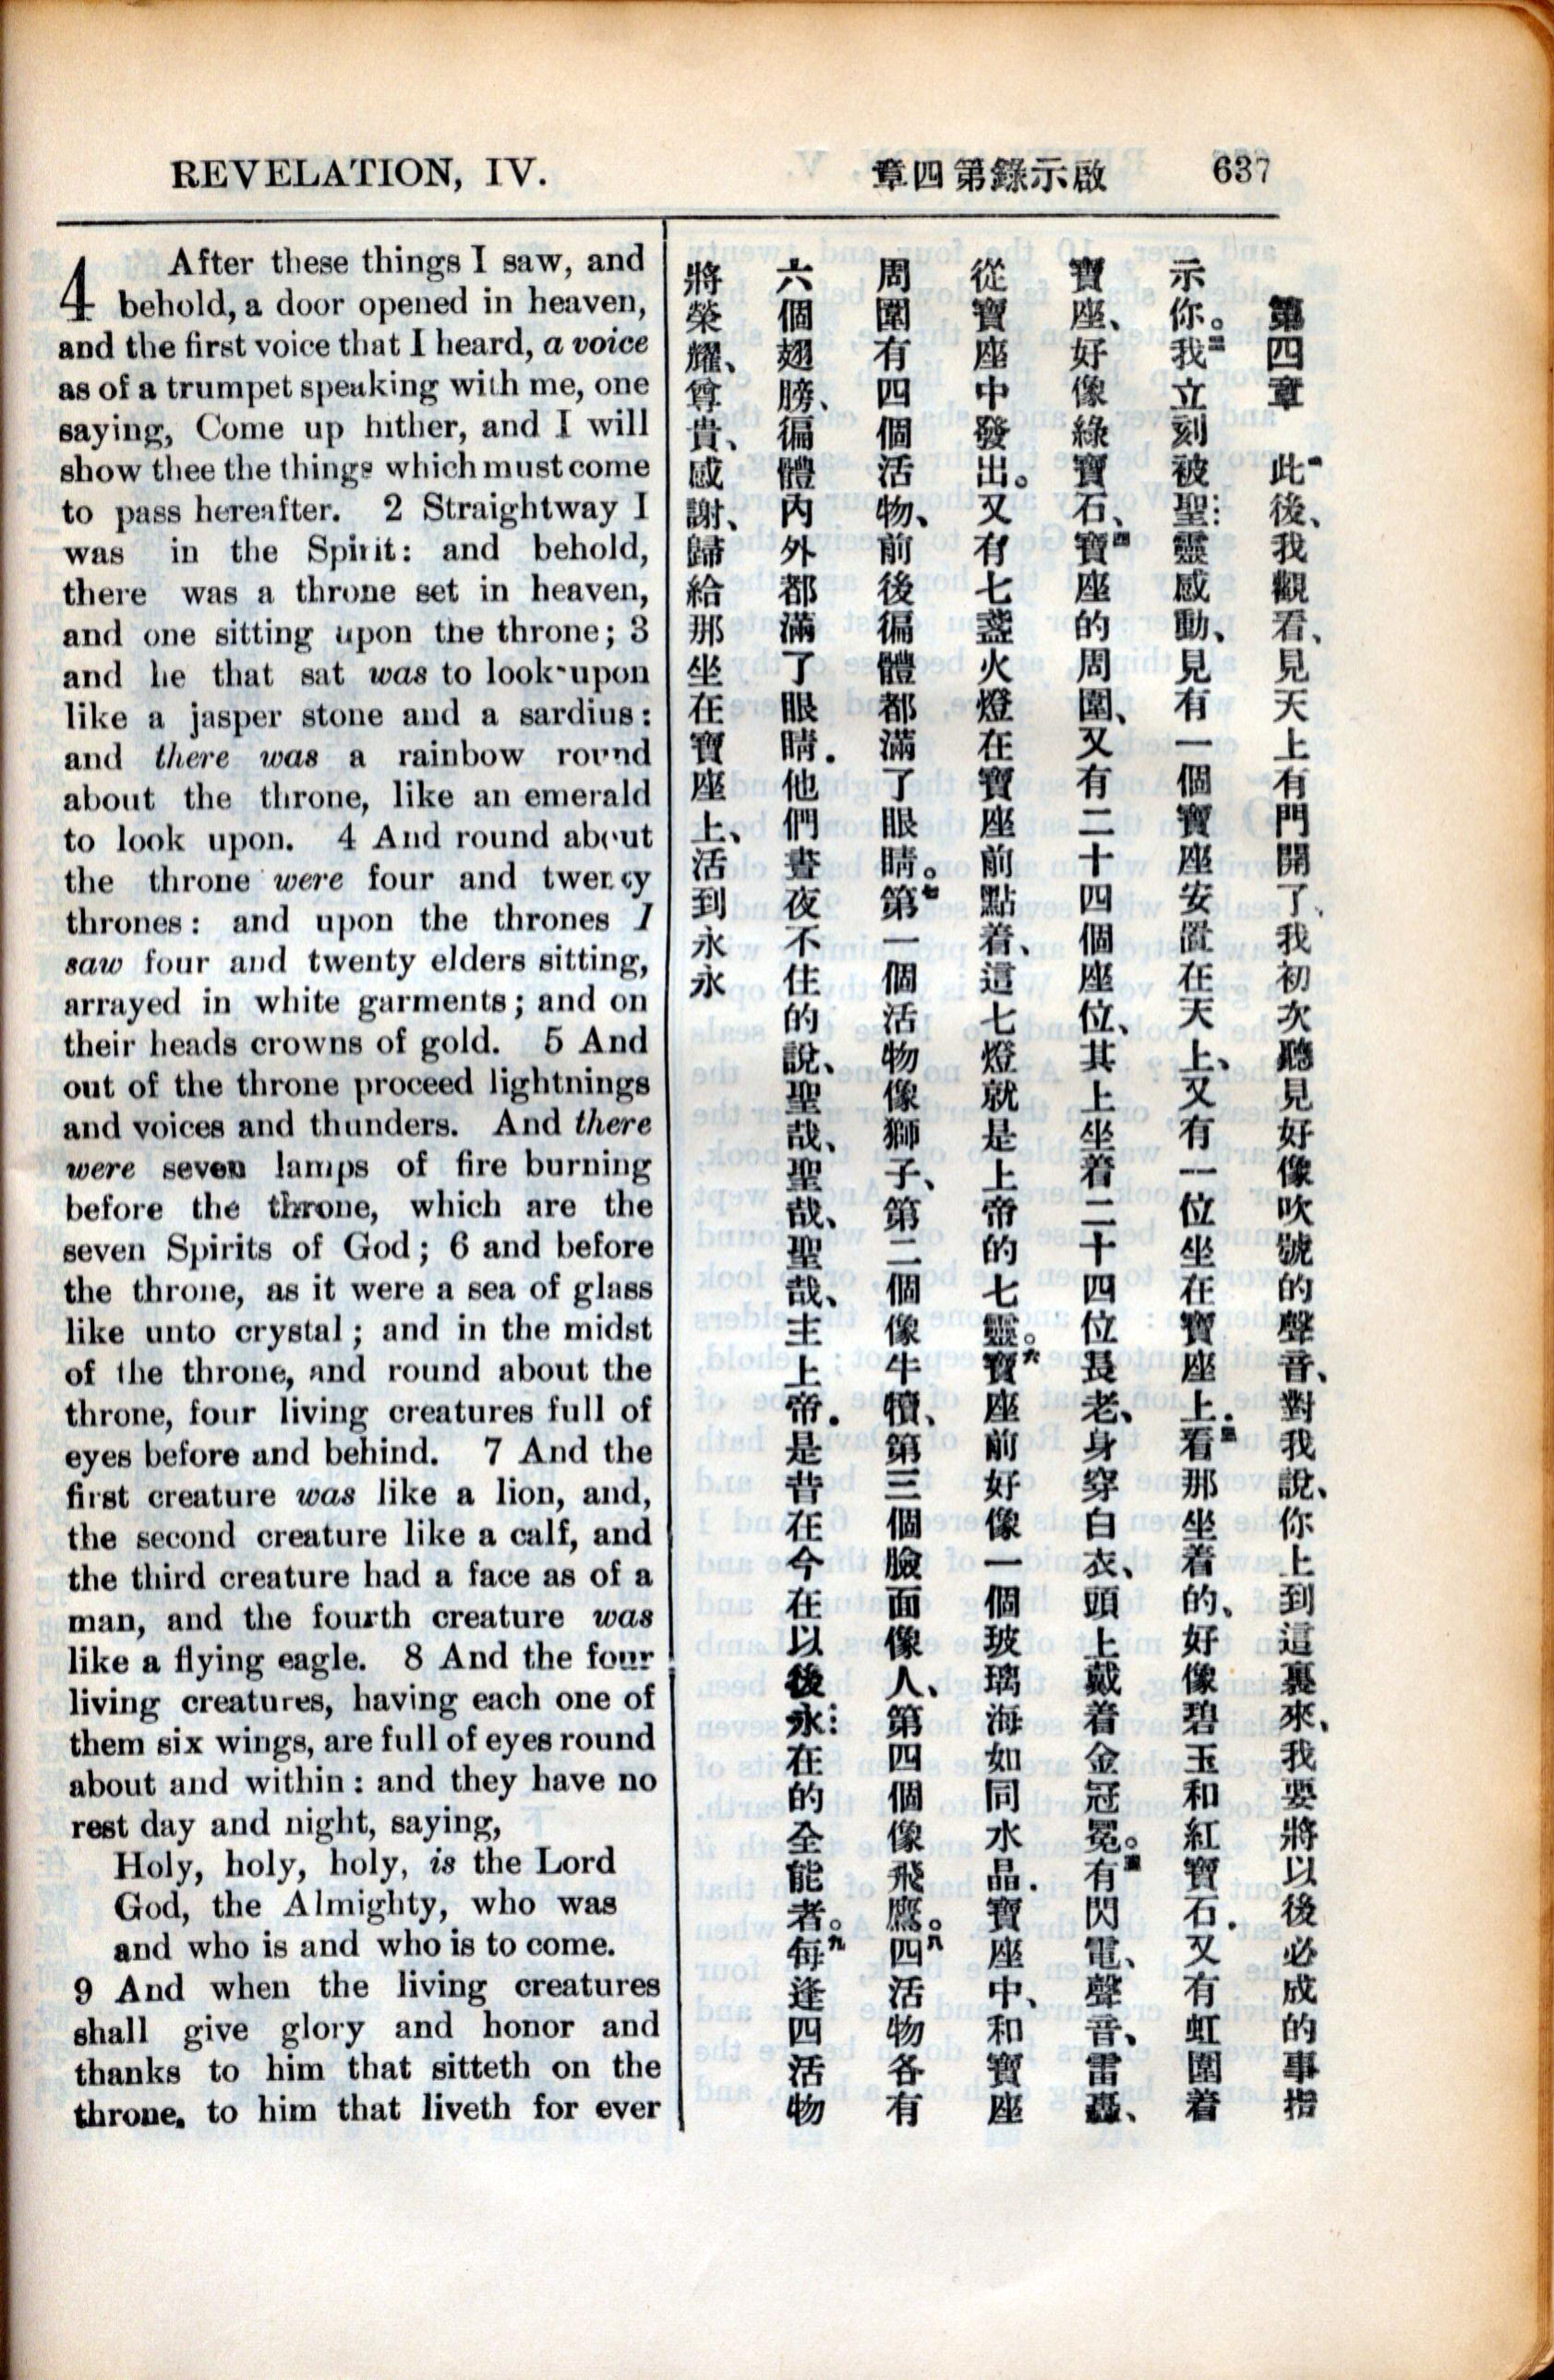 REVELATION, IV.
章四第錄示啟
637
4 After these things I saw, and
behold, a door opened in heaven,
and the first voice that I heard, a voice
as of a trumpet speaking with me, one
saying, Come up hither, and I will
show thee the things which must come
to pass hereafter. 2 Straightway I
was in the Spirit: and behold,
there was a throne set in heaven,
and one sitting upon the throne; 3
and he that sat was to look upon
like a jasper stone and a sardius:
and there was a rainbow round
about the throne, like an emerald
to look upon. 4 And round about
the throne were four and twenty
thrones: and upon the thrones I
saw four and twenty elders sitting,
arrayed in white garments; and on
their heads crowns of gold. 5 And
out of the throne proceed lightnings
and voices and thunders. And there
were seven lamps of fire burning
before the throne, which are the
seven Spirits of God; 6 and before
the throne, as it were a sea of glass
like unto crystal; and in the midst
of the throne, and round about the
throne, four living creatures full of
eyes before and behind. 7 And the
first creature was like a lion, and,
the second creature like a calf, and
the third creature had a face as of a
man, and the fourth creature was
like a flying eagle. 8 And the four
living creatures, having each one of
them six wings, are full of eyes round
about and within: and they have no
rest day and night, saying,
Holy, holy, holy, is the Lord
God, the Almighty, who was
and who is and who is to come.
9 And when the living creatures
shall give glory and honor and
thanks to him that sitteth on the
throne, to him that liveth for ever
第四章 一此後、我觀看、見天上有門開了、我初次聽見好像吹號的聲音、對我說、你上到這裏來、我要將以後必成的事指
示你。二我立刻被聖靈感動、見有一個寶座安置在天上、又有一位坐在寶座上．三看那坐着的、好像碧玉和紅寶石．又有虹圍着
寶座、好像綠寶石、四寶座的周圍、又有二十四個座位、其上坐着二十四位長老、身穿白衣、頭上戴着金冠冕。五有閃電、聲音、雷轟、
從寶座中發出。又有七盞火燈在寶座前點着、這七燈就是上帝的七靈。六寶座前好像一個玻璃海如同水晶．寶座中、和寶座
周圍有四個活物、前後徧體都滿了眼睛。七第一個活物像獅子、第二個像牛犢、第三個臉面像人、第四個像飛鷹。八四活物各有
六個翅膀、徧體內外都滿了眼睛．他們晝夜不住的說、聖哉、聖哉、聖哉、主上帝．是昔在今在以後永在的全能者。九每逢四活物
將榮耀、尊貴、感謝、歸給那坐在寶座上、活到永永